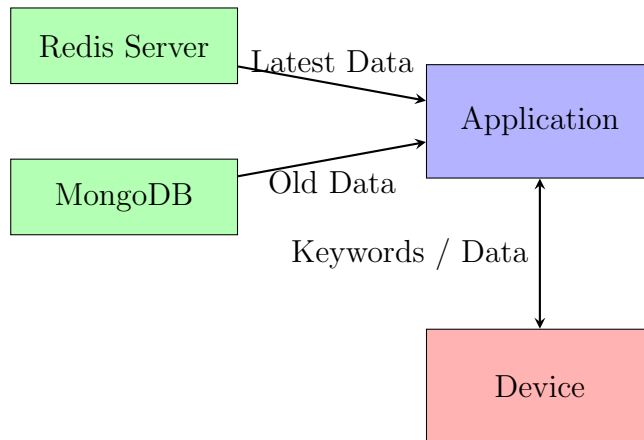 Redis Server
Latest Data
Application
MongoDB
Old Data
Keywords / Data
Device